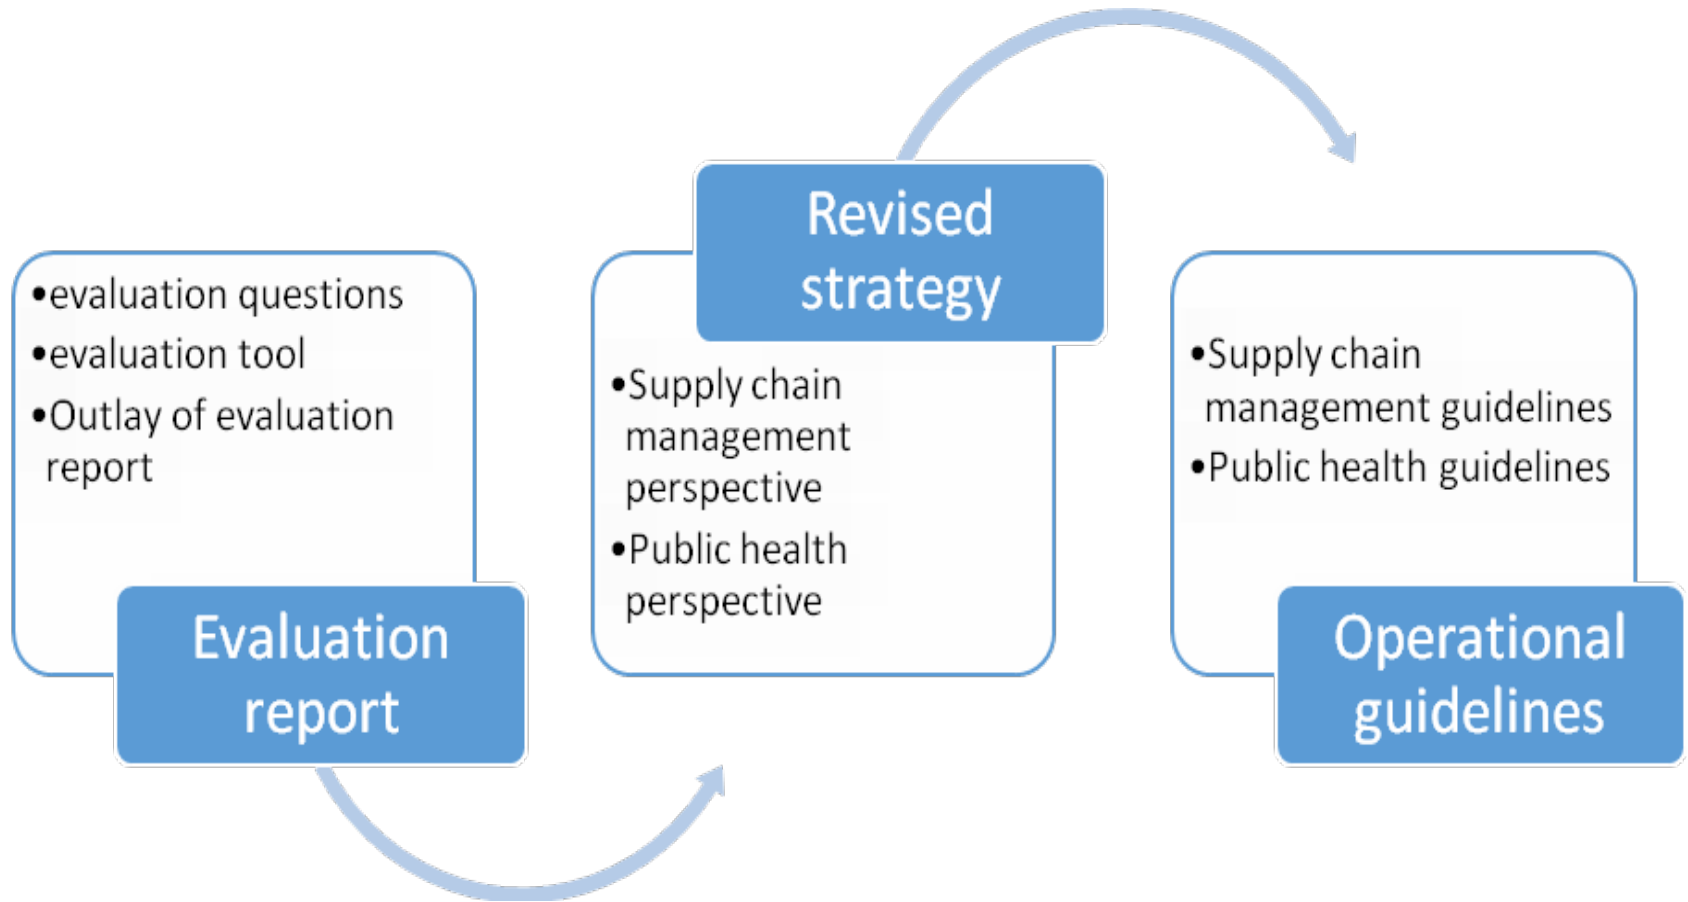 •evaluation questions
•evaluation tool
•Outlay of evaluation
report
Evaluation
report
Revised
strategy
•Supply chain
management
perspective
•Public health
perspective
•Supply chain
management guidelines
•Public health guidelines
Operational
guidelines